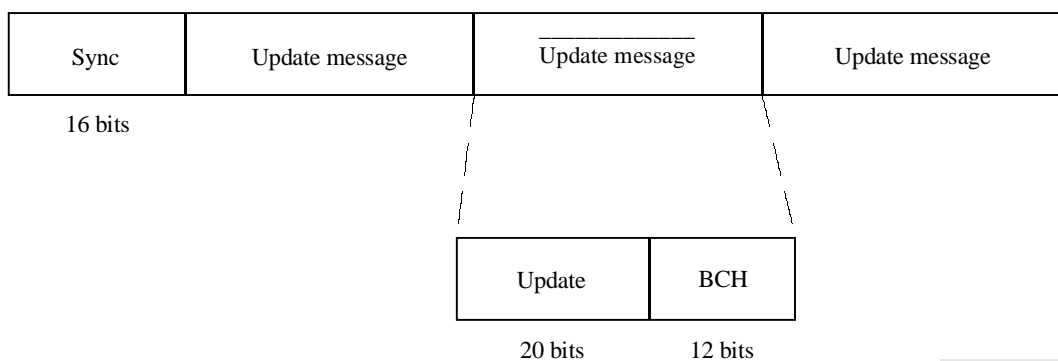 Sync
Update message
Update message
Update message
16 bits
Update
BCH
20 bits
12 bits